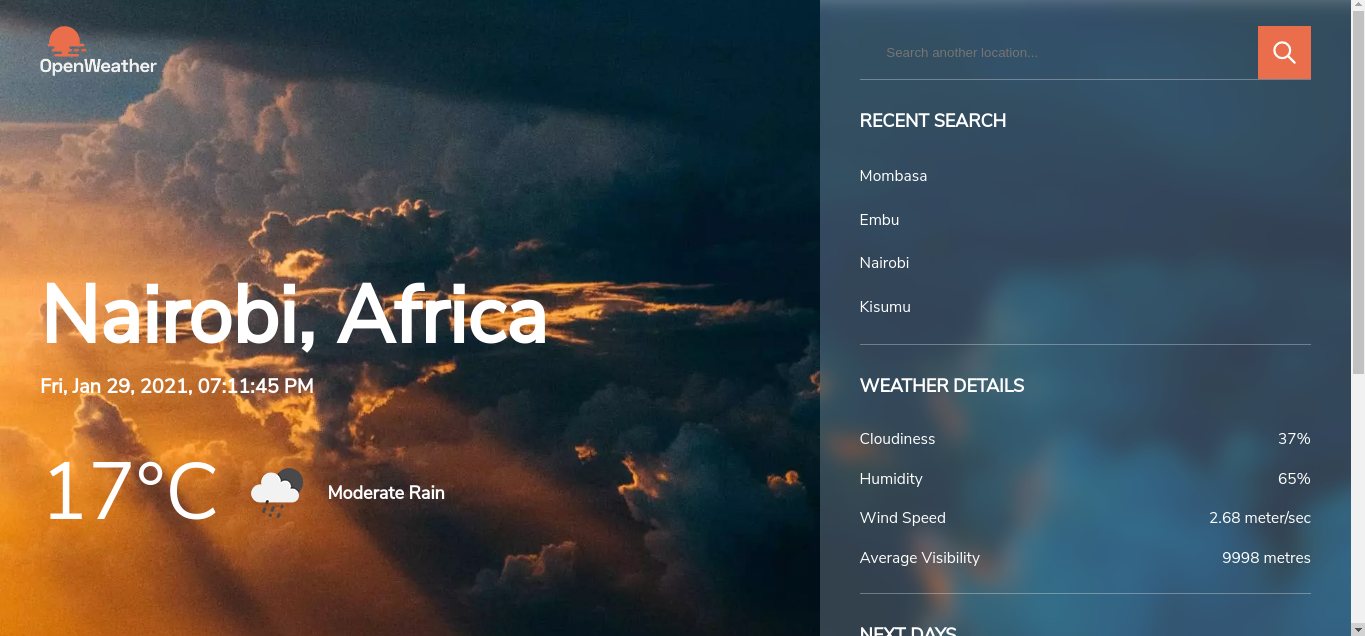 OpenWeather
Nairobi, Africa
Fri, Jan 29, 2021, 07:11:45 PM
17°C
Moderate Rain
Search another location...
RECENT SEARCH
Mombasa
Embu
Nairobi
Kisumu
WEATHER DETAILS
Cloudiness 37%
Humidity 65%
Wind Speed 2.68 meter/sec
Average Visibility 9998 metres
NEXT DAYS